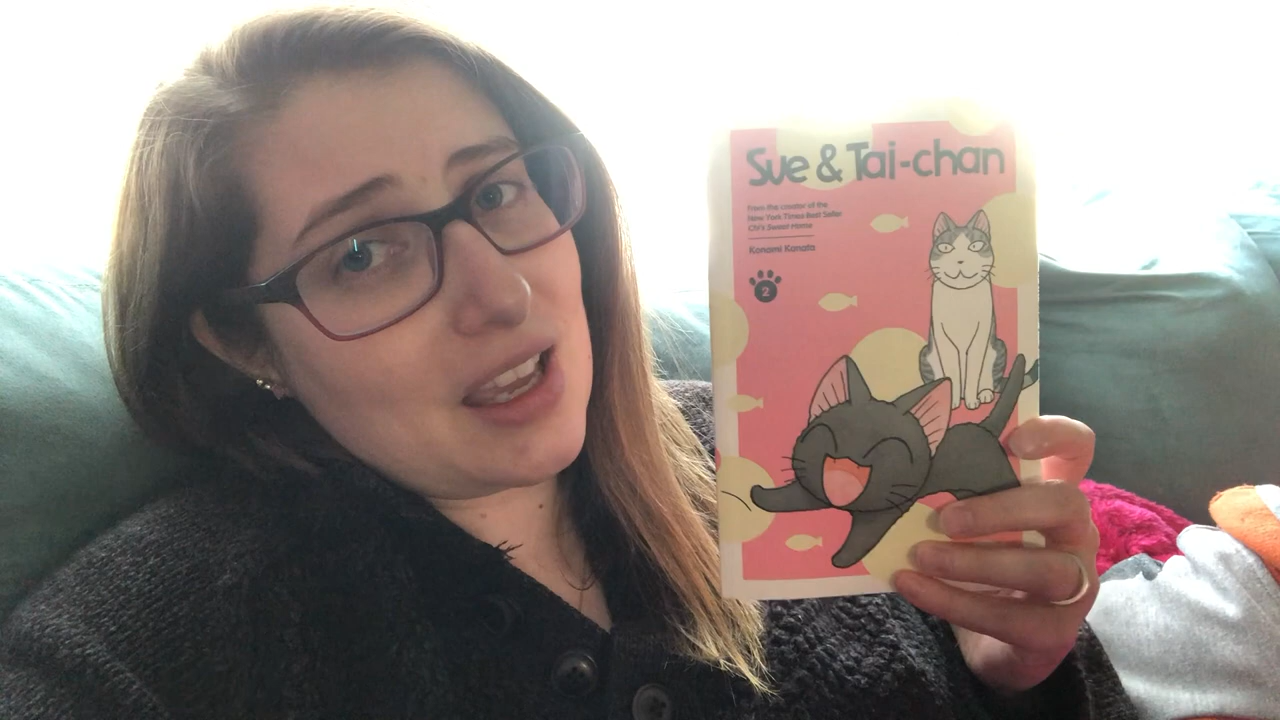 Sue & Tai-chan
From the creator of the
New York Times Best Seller
Chi's Sweet Home
Konami Kanata
2